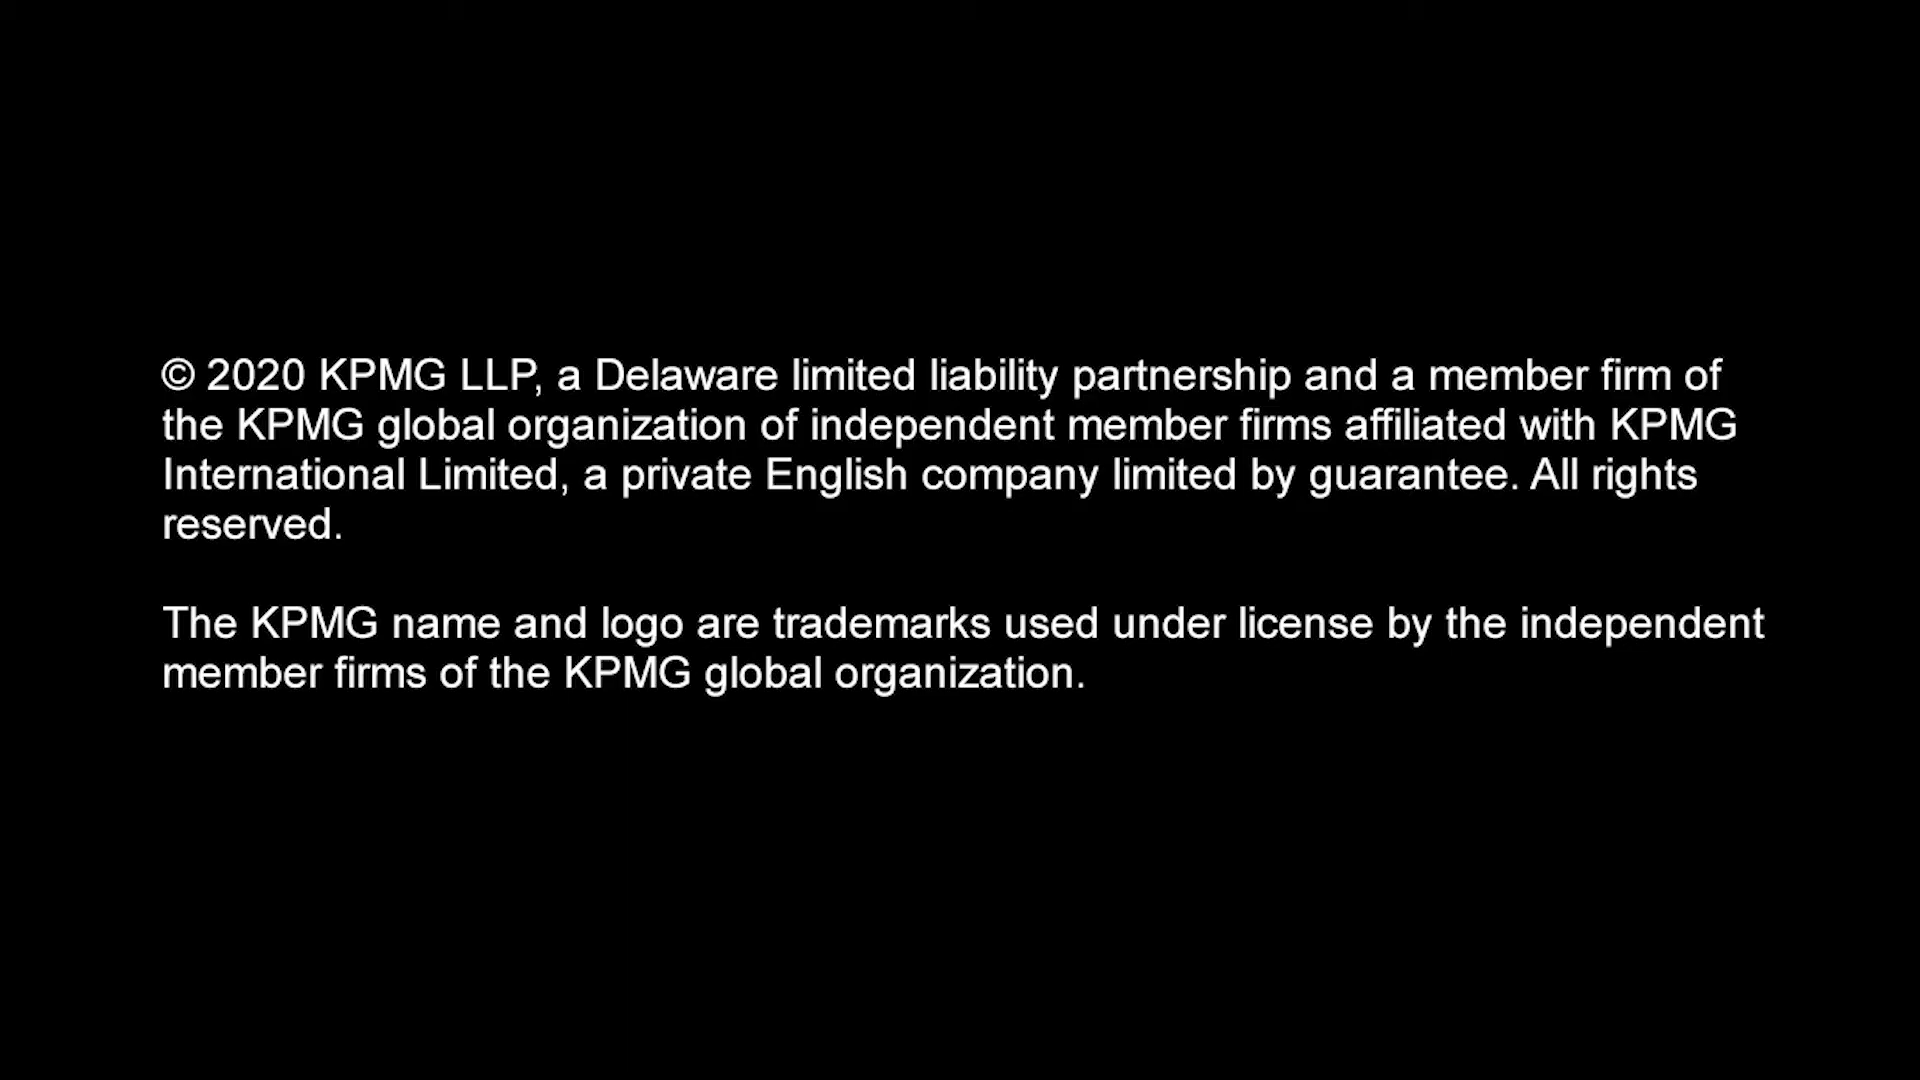 © 2020 KPMG LLP, a Delaware limited liability partnership and a member firm of
the KPMG global organization of independent member firms affiliated with KPMG
International Limited, a private English company limited by guarantee. All rights
reserved.
The KPMG name and logo are trademarks used under license by the independent
member firms of the KPMG global organization.